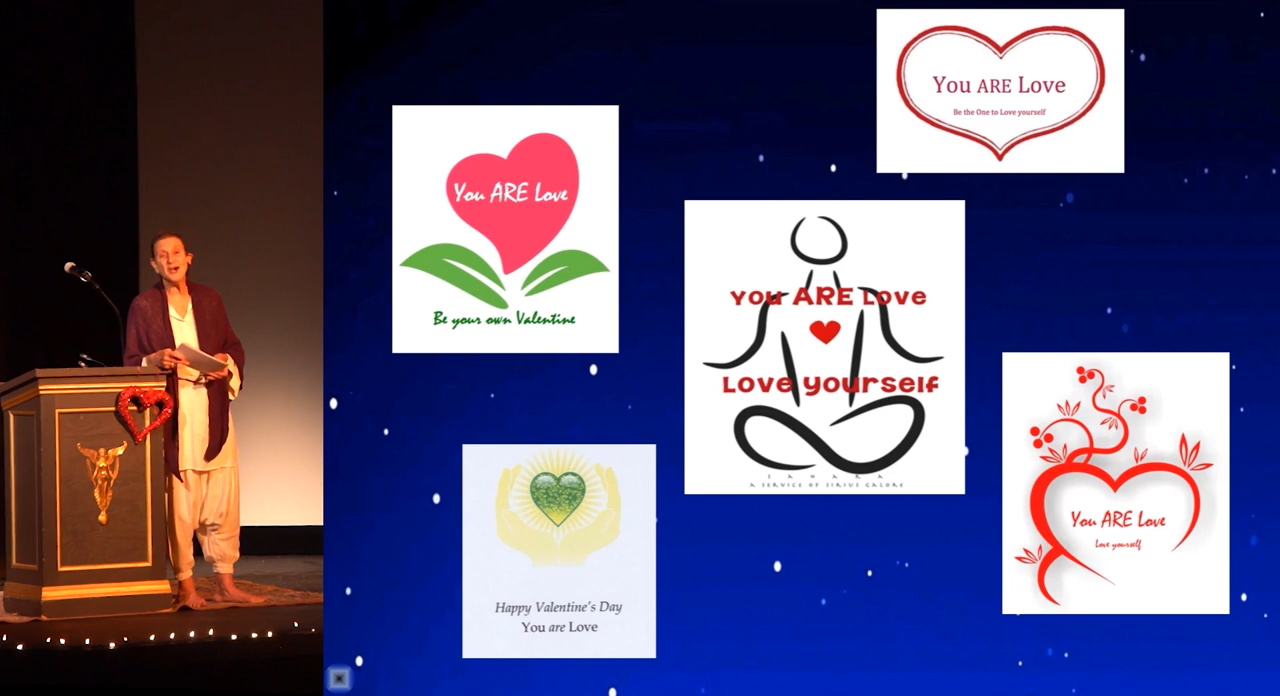 You ARE Love
Be the One to Love yourself
You ARE Love
Be your own Valentine
You ARE Love
Love yourself
SAHARA
A SERVICE OF SIRIUS CALORE
You ARE Love
Love yourself
Happy Valentine's Day
You are Love